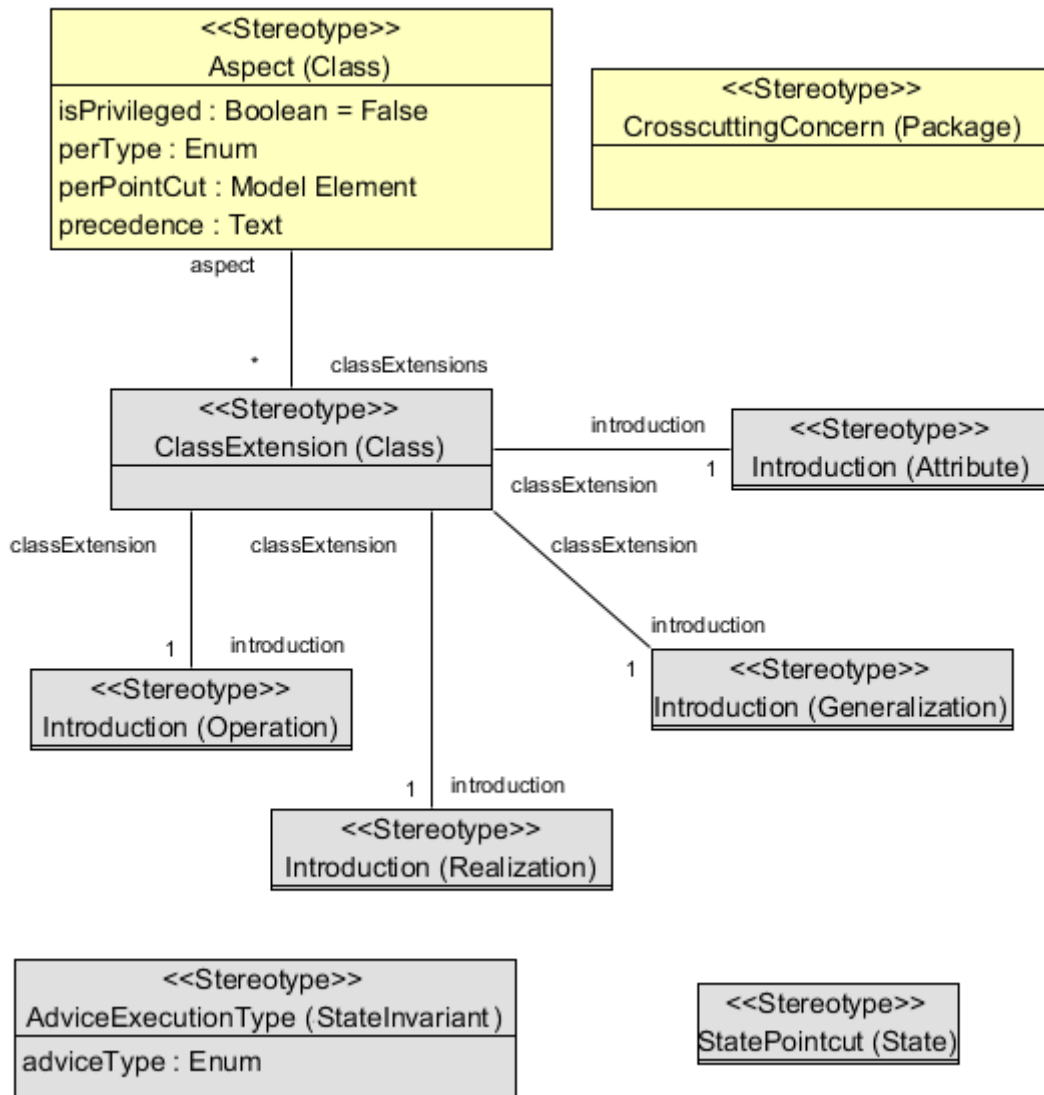 <<Stereotype>>
Aspect (Class)
isPrivileged : Boolean = False
perType : Enum
perPointCut : Model Element
precedence : Text
<<Stereotype>>
CrosscuttingConcern (Package)
aspect
*
classExtensions
<<Stereotype>>
ClassExtension (Class)
introduction
1
classExtension
<<Stereotype>>
Introduction (Attribute)
classExtension
classExtension
classExtension
1
introduction
<<Stereotype>>
Introduction (Operation)
introduction
1
<<Stereotype>>
Introduction (Generalization)
1
introduction
<<Stereotype>>
Introduction (Realization)
<<Stereotype>>
AdviceExecutionType (StateInvariant)
adviceType : Enum
<<Stereotype>>
StatePointcut (State)